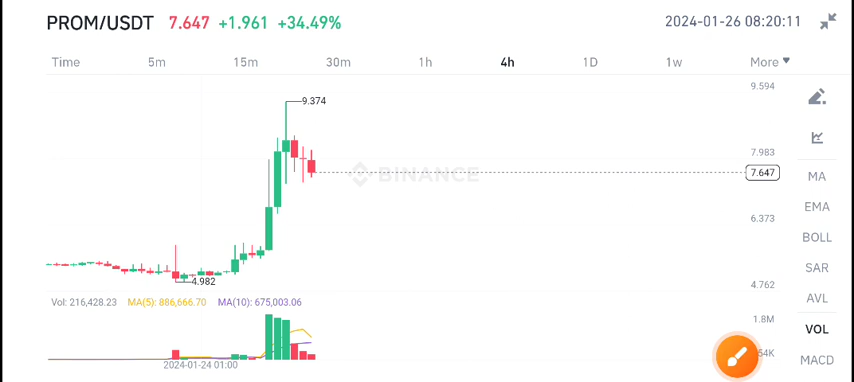 PROM/USDT 7.647 +1.961 +34.49% 2024-01-26 08:20:11
Time 5m 15m 30m 1h 4h 1D 1w More
9.594
9.374
7.983
BINANCE
7.647
MA
6.373
EMA
BOLL
SAR
4.982
4.762
AVL
Vol: 216,428.23 MA(5): 886,666.70 MA(10): 675,003.06
1.8M
VOL
54K
MACD
2024-01-24 01:00